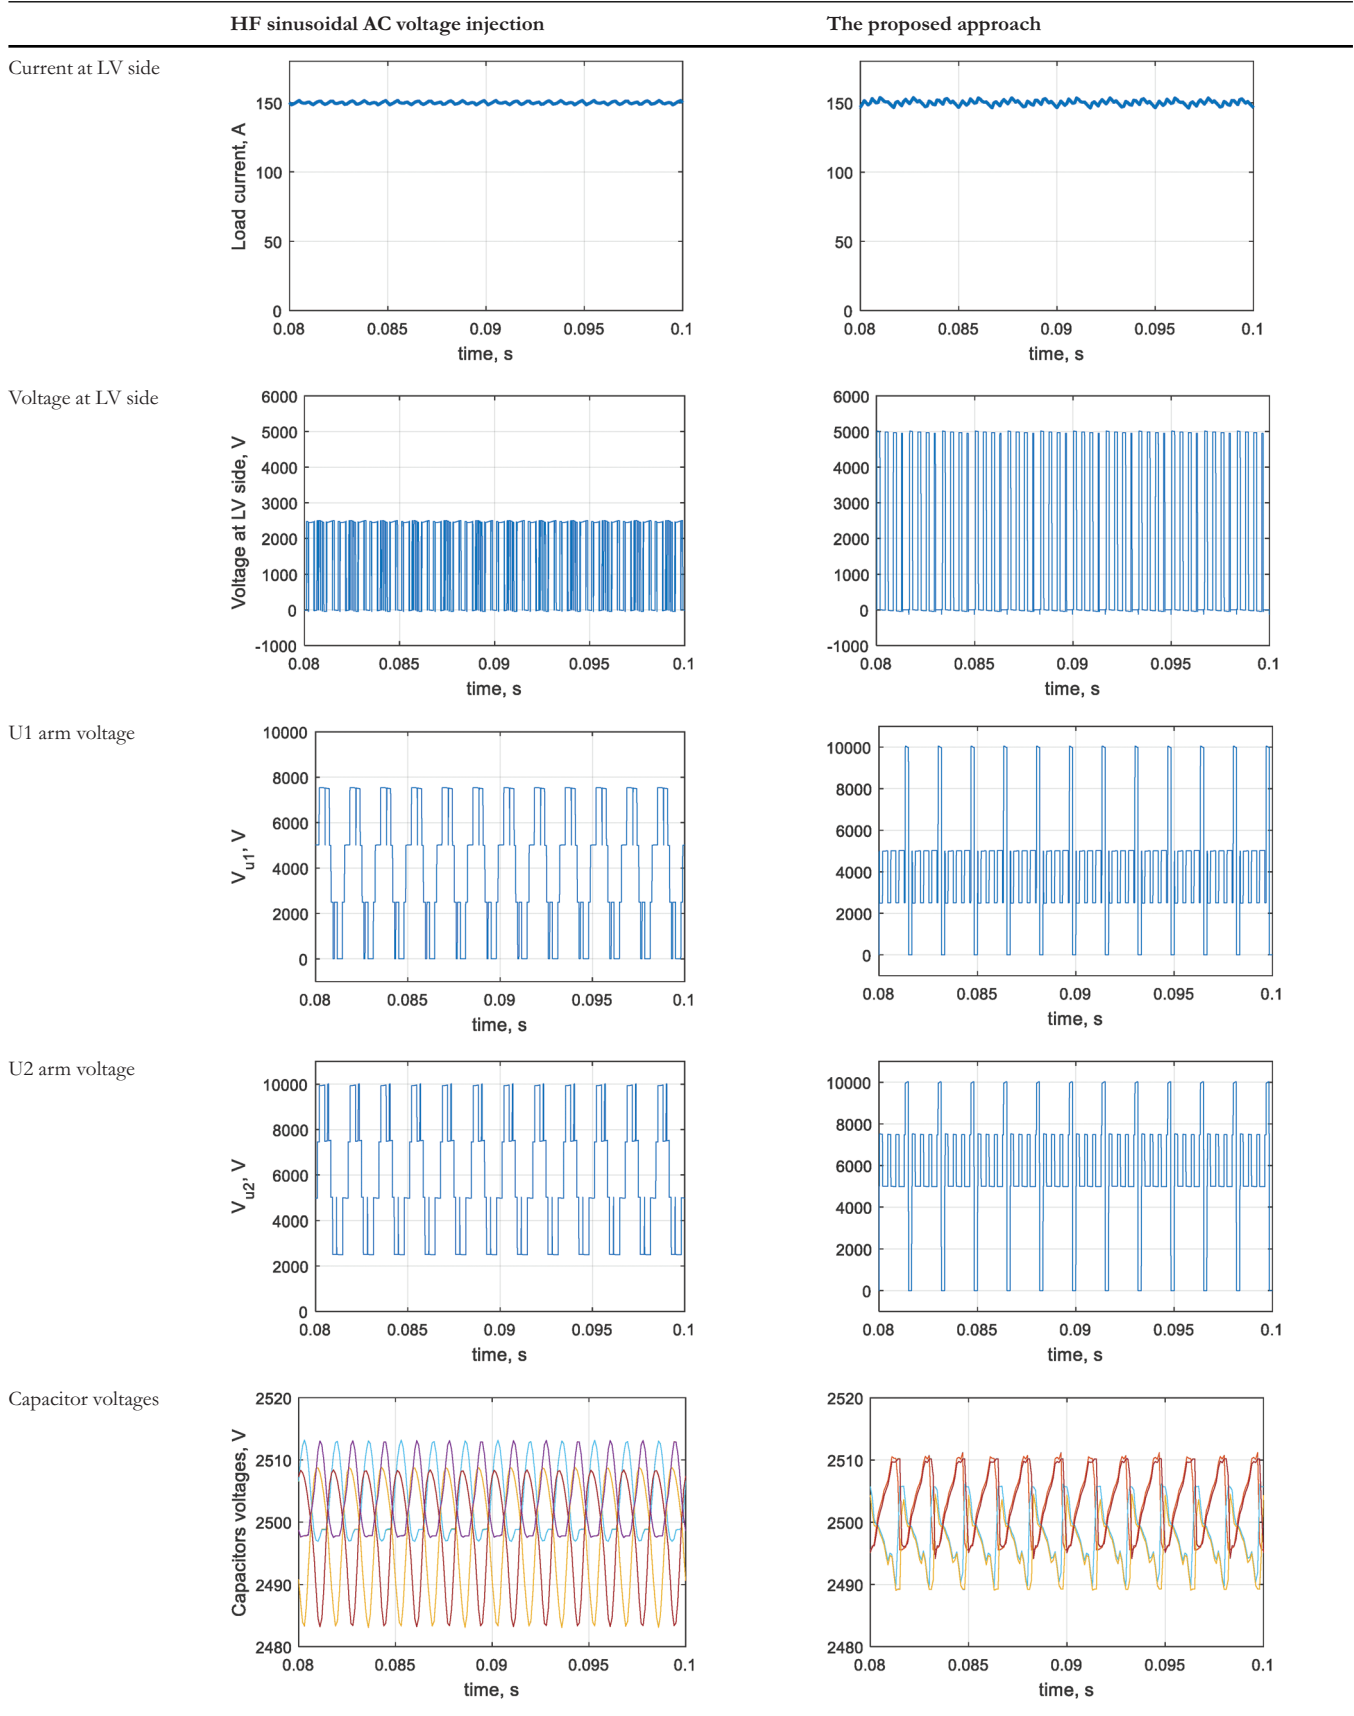 HF sinusoidal AC voltage injection The proposed approach
Current at LV side
Load current, A
150
100
50
0
0.08 0.085 0.09 0.095 0.1
time, s
150
100
50
0
0.08 0.085 0.09 0.095 0.1
time, s
Voltage at LV side
Voltage at LV side, V
6000
5000
4000
3000
2000
1000
0
-1000
0.08 0.085 0.09 0.095 0.1
time, s
6000
5000
4000
3000
2000
1000
0
-1000
0.08 0.085 0.09 0.095 0.1
time, s
U1 arm voltage
Vu1, V
10000
8000
6000
4000
2000
0
0.08 0.085 0.09 0.095 0.1
time, s
10000
8000
6000
4000
2000
0
0.08 0.085 0.09 0.095 0.1
time, s
U2 arm voltage
Vu2, V
10000
8000
6000
4000
2000
0
0.08 0.085 0.09 0.095 0.1
time, s
10000
8000
6000
4000
2000
0
0.08 0.085 0.09 0.095 0.1
time, s
Capacitor voltages
Capacitors voltages, V
2520
2510
2500
2490
2480
0.08 0.085 0.09 0.095 0.1
time, s
2520
2510
2500
2490
2480
0.08 0.085 0.09 0.095 0.1
time, s